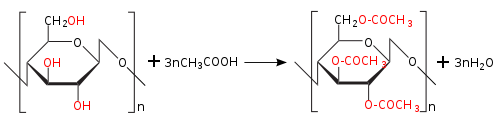 CH₂OH
O
OH
O
OH
n
+ 3nCH₃COOH
CH₂O-COCH₃
O
O-COCH₃
O
O-COCH₃
n
+ 3nH₂O